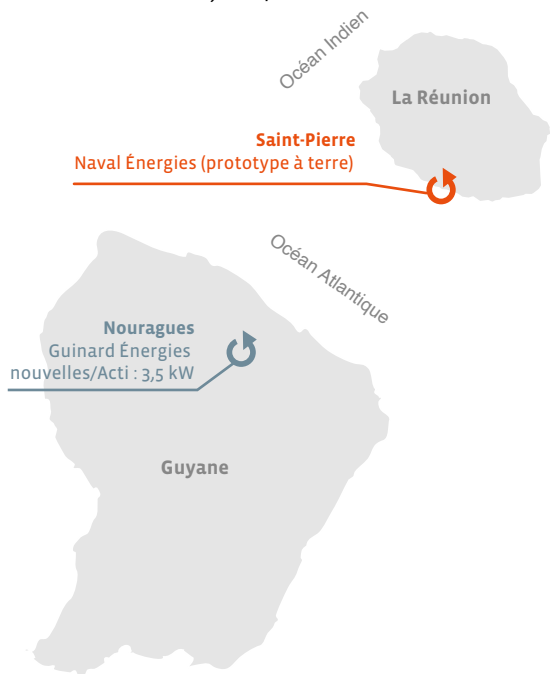 Océan Indien
La Réunion
Saint-Pierre
Naval Énergies (prototype à terre)
Océan Atlantique
Nouragues
Guinard Énergies
nouvelles/Acti : 3,5 kW
Guyane